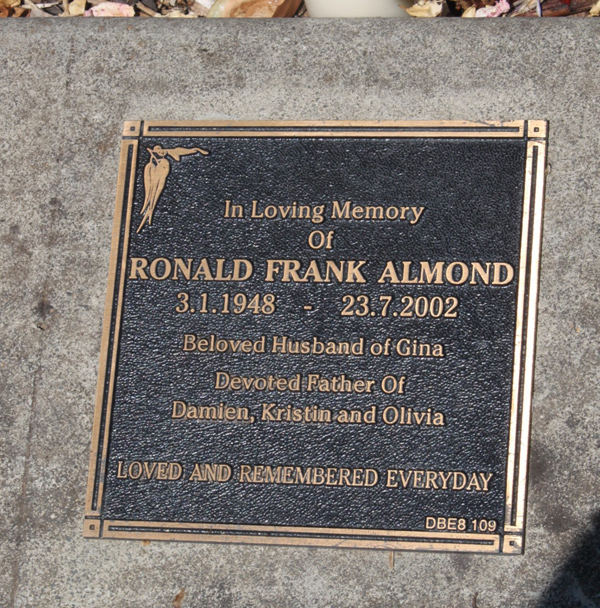 In Loving Memory
Of
RONALD FRANK ALMOND
3.1.1948 - 23.7.2002
Beloved Husband of Gina
Devoted Father Of
Damien, Kristin and Olivia
LOVED AND REMEMBERED EVERYDAY
DBE8 109